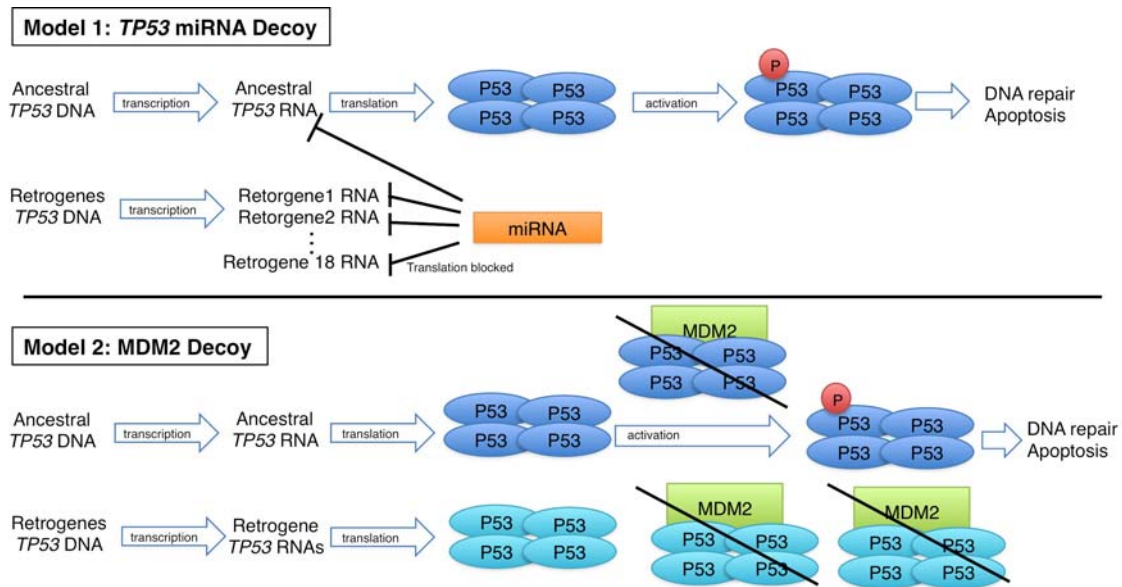 Model 1: TP53 miRNA Decoy
P
Ancestral
TP53 DNA
transcription
Ancestral
TP53 RNA
translation
P53 P53
P53 P53
activation
P53 P53
P53 P53
DNA repair
Apoptosis
Retrogenes
TP53 DNA
transcription
Retorgene1 RNA
Retorgene2 RNA
Retrogene 18 RNA
miRNA
Translation blocked
Model 2: MDM2 Decoy
MDM2
P53 P53
P53 P53
Ancestral
TP53 DNA
transcription
Ancestral
TP53 RNA
translation
P53 P53
P53 P53
activation
P
P53 P53
P53 P53
DNA repair
Apoptosis
Retrogenes
TP53 DNA
transcription
Retrogene
TP53 RNAs
translation
P53 P53
P53 P53
MDM2
P53 P53
P53 P53
MDM2
P53 P53
P53 P53